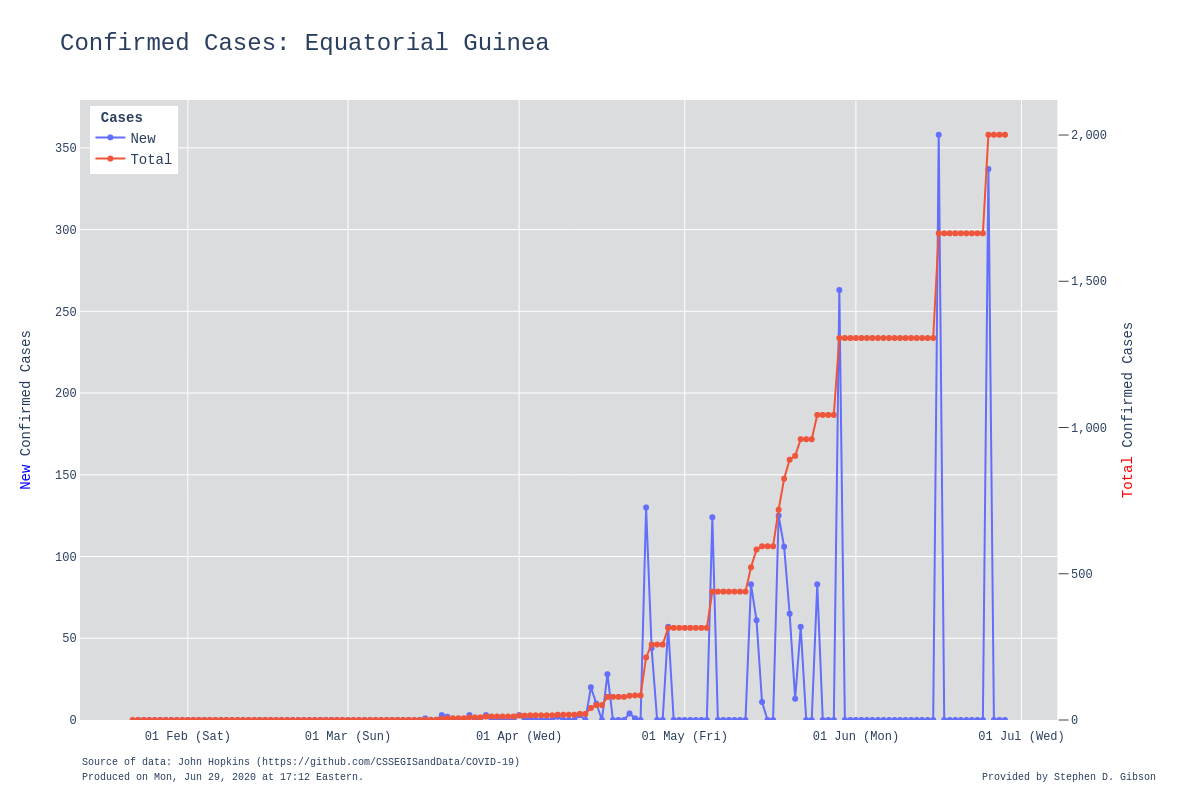 Confirmed Cases: Equatorial Guinea
Cases
New
Total
350
300
250
200
150
100
50
0
2,000
1,500
1,000
500
0
New Confirmed Cases
Total Confirmed Cases
01 Feb (Sat)
01 Mar (Sun)
01 Apr (Wed)
01 May (Fri)
01 Jun (Mon)
01 Jul (Wed)
Source of data: John Hopkins (https://github.com/CSSEGISandData/COVID-19)
Produced on Mon, Jun 29, 2020 at 17:12 Eastern.
Provided by Stephen D. Gibson